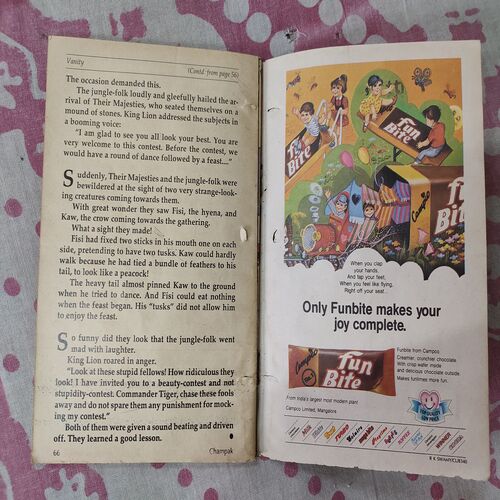 Vanity
(Contd. from page 56)
The occasion demanded this.
The jungle-folk loudly and gleefully hailed the ar-
rival of Their Majesties, who seated themselves on a
mound of stones. King Lion addressed the subjects in
a booming voice:
"I am glad to see you all look your best. You are
very welcome to this contest. Before the contest, we
would have a round of dance followed by a feast...."
Suddenly, Their Majesties and the jungle-folk were
bewildered at the sight of two very strange-look-
ing creatures coming towards them.
With great wonder they saw Fisi, the hyena, and
Kaw, the crow coming towards the gathering.
What a sight they made!
Fisi had fixed two sticks in his mouth one on each
side, pretending to have two tusks. Kaw could hardly
walk because he had tied a bundle of feathers to his
tail, to look like a peacock!
The heavy tail almost pinned Kaw to the ground
when he tried to dance. And Fisi could eat nothing
when the feast began. His "tusks" did not allow him
to enjoy the feast.
So funny did they look that the jungle-folk went
mad with laughter.
King Lion roared in anger.
"Look at these stupid fellows! How ridiculous they
look! I have invited you to a beauty-contest and not
stupidity-contest. Commander Tiger, chase these fools
away and do not spare them any punishment for mock-
ing my contest."
Both of them were given a sound beating and driven
off. They learned a good lesson.
66
Champak
fun
Bite
fun
Bite
Campco
fun
Bite
When you clap
your hands.
And tap your feet,
When you feel like flying,
Right off your seat...
Only Funbite makes your
joy complete.
Campco
fun
Bite
Funbite from Campco.
Creamier, crunchier chocolate.
With crisp wafer inside
and delicious chocolate outside.
Makes funtimes more fun.
From India's largest most modern plant
Campco Limited, Mangalore.
TOP QUALITY
LOW PRICE
TREAT
Turbo
WINNER
R K SWAMY/CL/8340